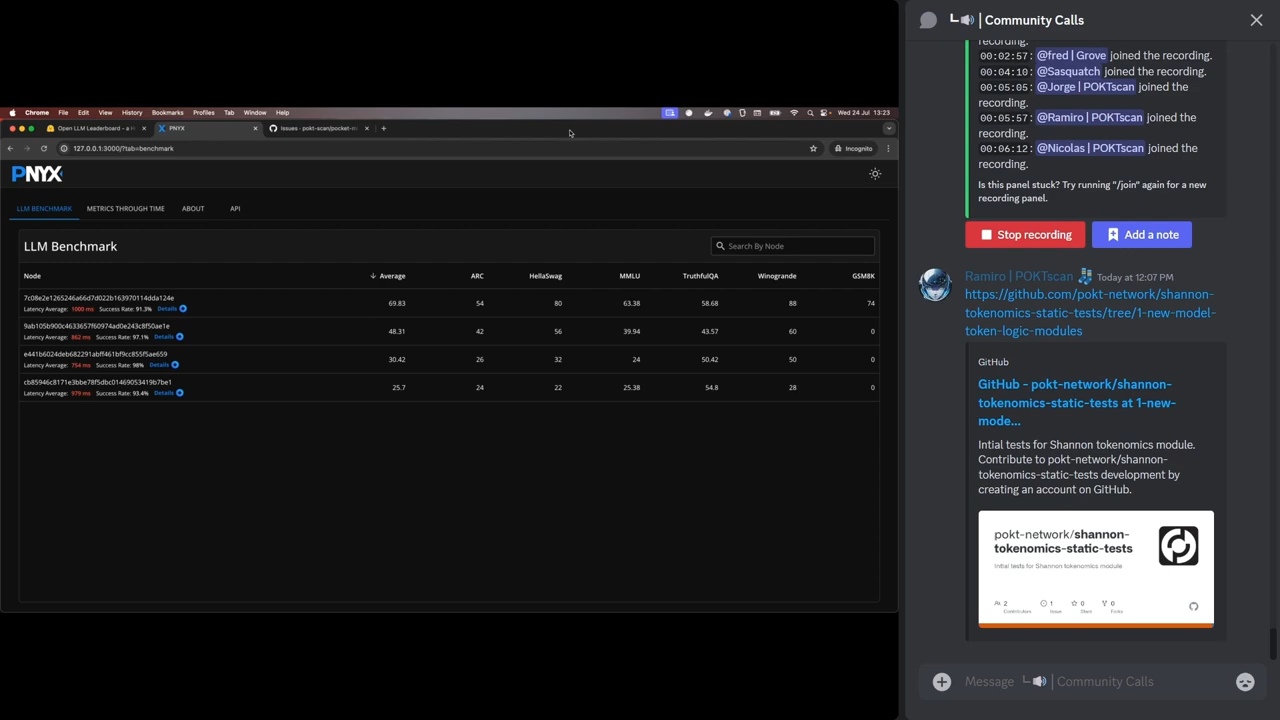 Chrome File Edit View History Bookmarks Profiles Tab Window Help Wed 24 Jul 13:23
Open LLM Leaderboard - a H PNYX Issues · pokt-scan/pocket-m
127.0.0.1:3000/?tab=benchmark Incognito
PNYX
LLM BENCHMARK METRICS THROUGH TIME ABOUT API
LLM Benchmark Search By Node
Node Average ARC HellaSwag MMLU TruthfulQA Winogrande GSM8K
7c08e2e1265246a66d7d022b163970114dda124e
Latency Average: 1000 ms Success Rate: 91.3% Details 69.83 54 80 63.38 58.68 88 74
9ab105b900c4633657f60974ad0e243c8f50ae1e
Latency Average: 862 ms Success Rate: 97.1% Details 48.31 42 56 39.94 43.57 60 0
e441b6024deb682291abff461bf9cc855f5ae659
Latency Average: 754 ms Success Rate: 98% Details 30.42 26 32 24 50.42 50 0
cb85946c8171e3bbe78f5dbc01469053419b7be1
Latency Average: 979 ms Success Rate: 93.4% Details 25.7 24 22 25.38 54.8 28 0
Community Calls
recording.
00:02:57: @fred | Grove joined the recording.
00:04:10: @Sasquatch joined the recording.
00:05:05: @Jorge | POKTscan joined the
recording.
00:05:57: @Ramiro | POKTscan joined the
recording.
00:06:12: @Nicolas | POKTscan joined the
recording.
Is this panel stuck? Try running "/join" again for a new
recording panel.
Stop recording Add a note
Ramiro | POKTscan Today at 12:07 PM
https://github.com/pokt-network/shannon-
tokenomics-static-tests/tree/1-new-model-
token-logic-modules
GitHub
GitHub - pokt-network/shannon-
tokenomics-static-tests at 1-new-
mode...
Intial tests for Shannon tokenomics module.
Contribute to pokt-network/shannon-
tokenomics-static-tests development by
creating an account on GitHub.
pokt-network/shannon-
tokenomics-static-tests
Intial tests for Shannon tokenomics module
2 1 0 0
Contributors Issue Stars Forks
Message Community Calls